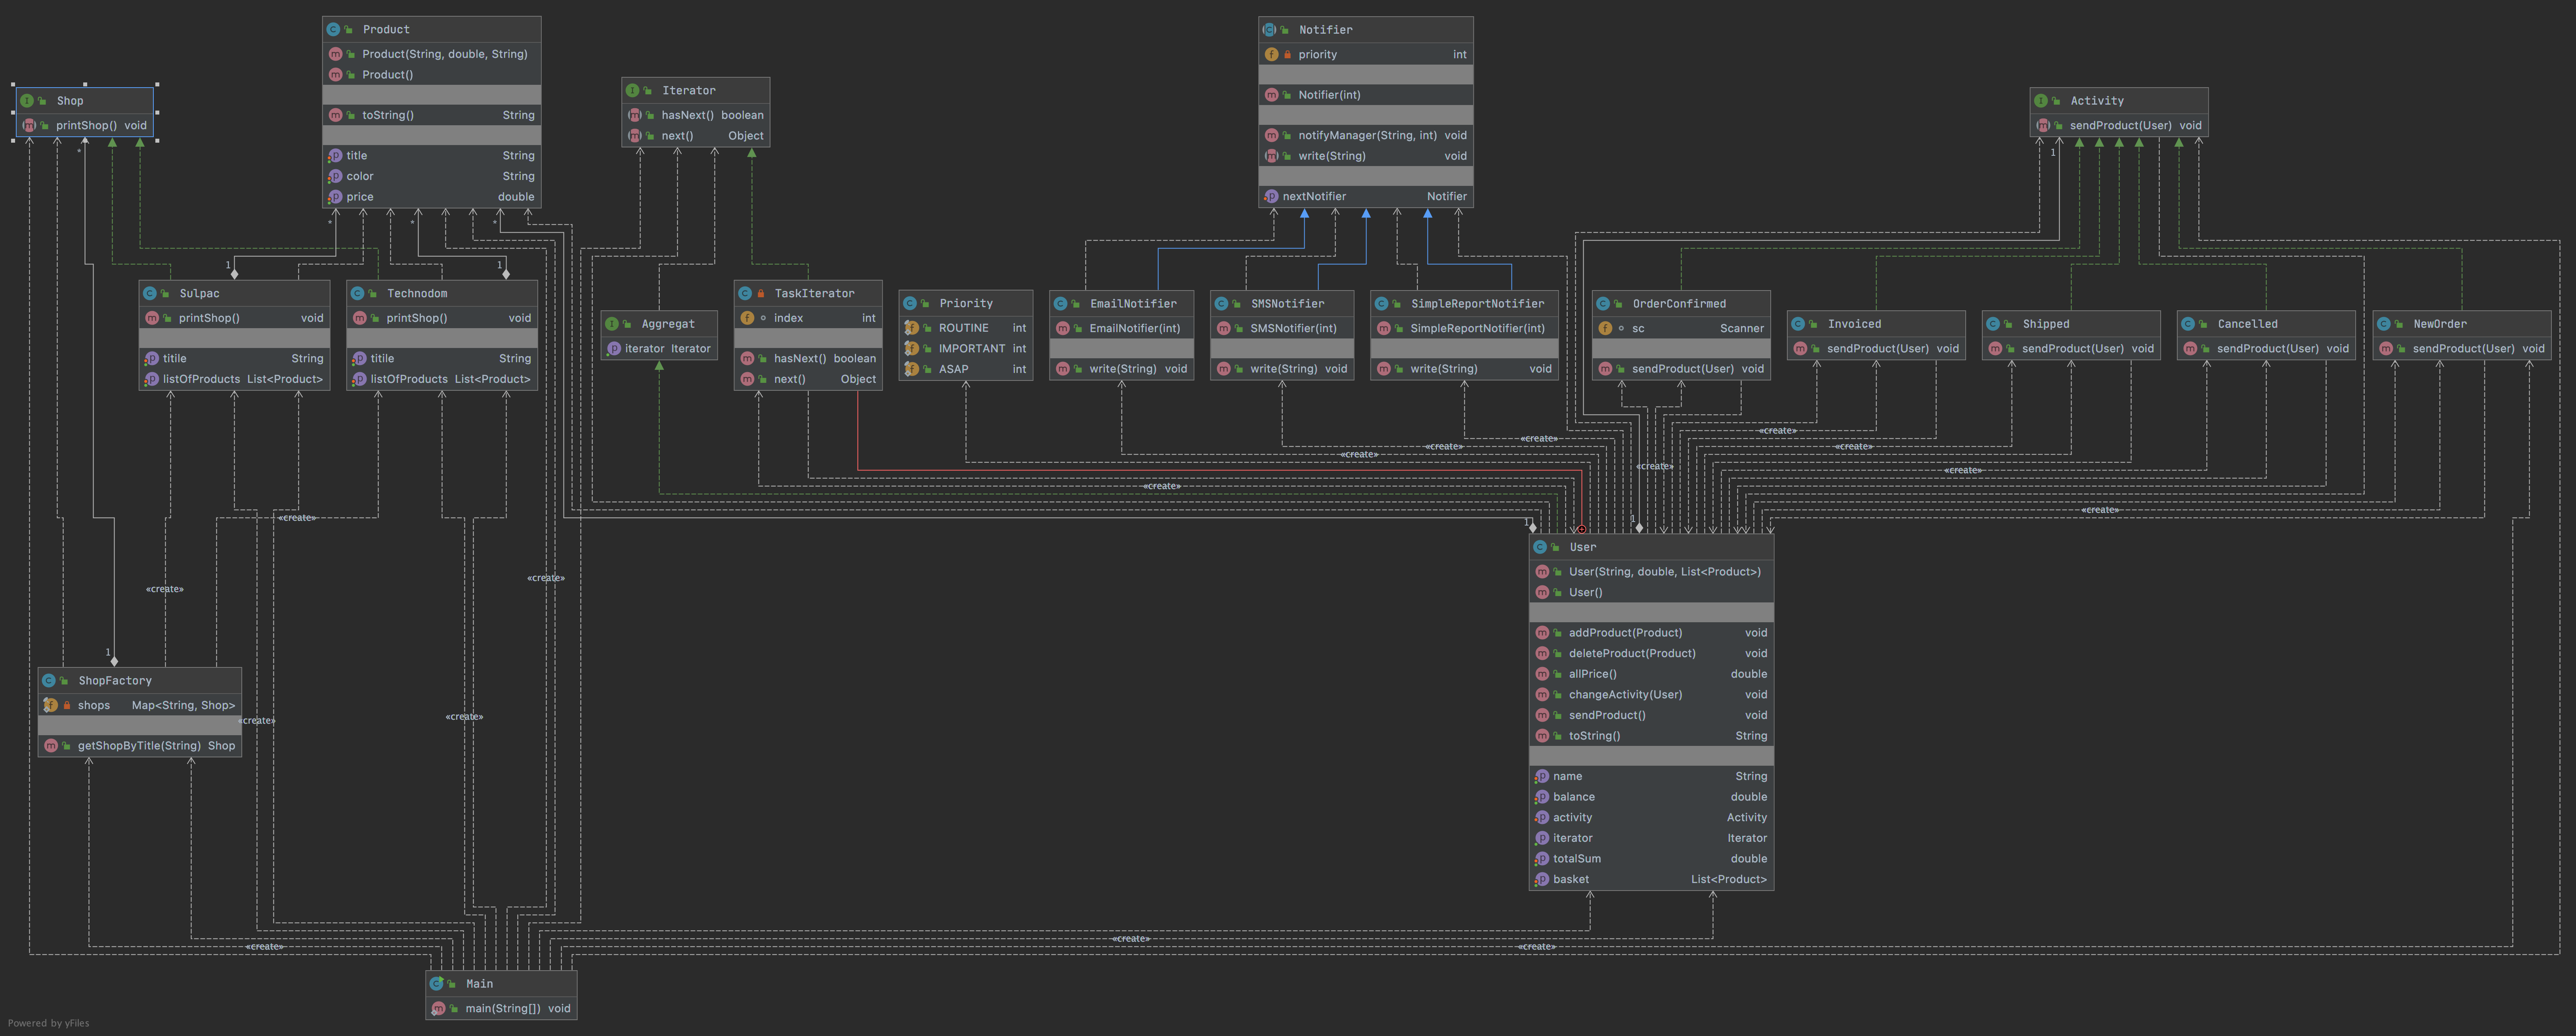 Product
Product(String, double, String)
Product()
toString() String
title String
color String
price double
Notifier
priority int
Notifier(int)
notifyManager(String, int) void
write(String) void
nextNotifier Notifier
Shop
printShop() void
Iterator
hasNext() boolean
next() Object
Activity
sendProduct(User) void
*
*
*
*
1
1
1
Sulpac
printShop() void
titile String
listOfProducts List<Product>
Technodom
printShop() void
titile String
listOfProducts List<Product>
Aggregat
iterator Iterator
TaskIterator
index int
hasNext() boolean
next() Object
Priority
ROUTINE int
IMPORTANT int
ASAP int
EmailNotifier
EmailNotifier(int)
write(String) void
SMSNotifier
SMSNotifier(int)
write(String) void
SimpleReportNotifier
SimpleReportNotifier(int)
write(String) void
OrderConfirmed
sc Scanner
sendProduct(User) void
Invoiced
sendProduct(User) void
Shipped
sendProduct(User) void
Cancelled
sendProduct(User) void
NewOrder
sendProduct(User) void
«create»
«create»
«create»
«create»
«create»
«create»
«create»
«create»
«create»
«create»
1
1
User
User(String, double, List<Product>)
User()
addProduct(Product) void
deleteProduct(Product) void
allPrice() double
changeActivity(User) void
sendProduct() void
toString() String
name String
balance double
activity Activity
iterator Iterator
totalSum double
basket List<Product>
«create»
«create»
1
ShopFactory
shops Map<String, Shop>
getShopByTitle(String) Shop
«create»
«create»
«create»
«create»
«create»
Main
main(String[]) void
Powered by yFiles